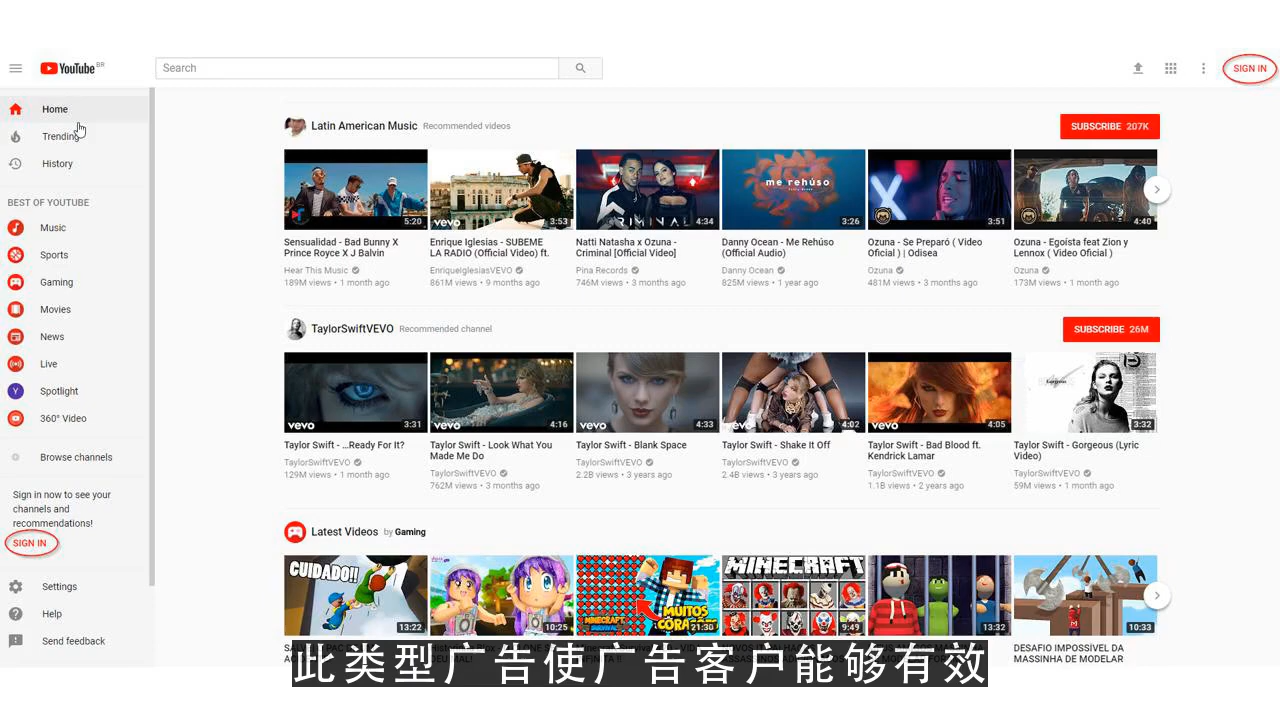 YouTube BR
Search
SIGN IN
Home
Trending
History
BEST OF YOUTUBE
Music
Sports
Gaming
Movies
News
Live
Spotlight
360° Video
Browse channels
Sign in now to see your
channels and
recommendations!
SIGN IN
Settings
Help
Send feedback
Latin American Music Recommended videos
SUBSCRIBE 207K
me rehúso
vevo
5:20 3:53 4:34 3:26 3:51 4:40
Sensualidad - Bad Bunny X
Prince Royce X J Balvin
Hear This Music
189M views • 1 month ago
Enrique Iglesias - SUBEME
LA RADIO (Official Video) ft.
EnriqueIglesiasVEVO
861M views • 9 months ago
Natti Natasha x Ozuna -
Criminal [Official Video]
Pina Records
746M views • 3 months ago
Danny Ocean - Me Rehúso
(Official Audio)
Danny Ocean
825M views • 1 year ago
Ozuna - Se Preparó ( Video
Oficial ) | Odisea
Ozuna
481M views • 3 months ago
Ozuna - Egoísta feat Zion y
Lennox ( Video Oficial )
Ozuna
173M views • 1 month ago
TaylorSwiftVEVO Recommended channel
SUBSCRIBE 26M
vevo vevo vevo vevo
3:31 4:16 4:33 4:02 4:05 3:32
Taylor Swift - ...Ready For It?
TaylorSwiftVEVO
129M views • 1 month ago
Taylor Swift - Look What You
Made Me Do
TaylorSwiftVEVO
762M views • 3 months ago
Taylor Swift - Blank Space
TaylorSwiftVEVO
2.2B views • 3 years ago
Taylor Swift - Shake It Off
TaylorSwiftVEVO
2.4B views • 3 years ago
Taylor Swift - Bad Blood ft.
Kendrick Lamar
TaylorSwiftVEVO
1.1B views • 2 years ago
Taylor Swift - Gorgeous (Lyric
Video)
TaylorSwiftVEVO
59M views • 1 month ago
Latest Videos by Gaming
CUIDADO!!
MINECRAFT
MUITOS
CORAÇÕES
MINECRAFT
13:22 10:25 21:30 9:49 13:32 10:33
DESAFIO IMPOSSÍVEL DA
MASSINHA DE MODELAR
此类型广告使广告客户能够有效